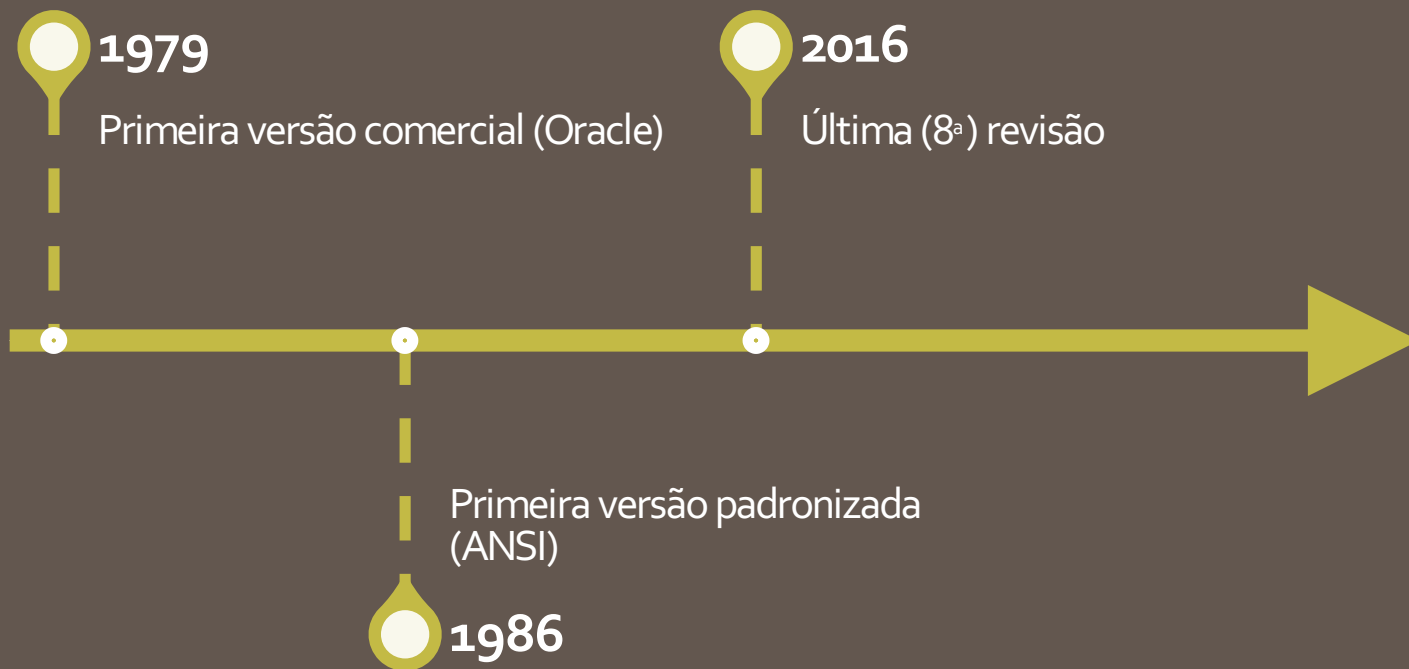 1979
Primeira versão comercial (Oracle)
2016
Última (8ª) revisão
Primeira versão padronizada
(ANSI)
1986